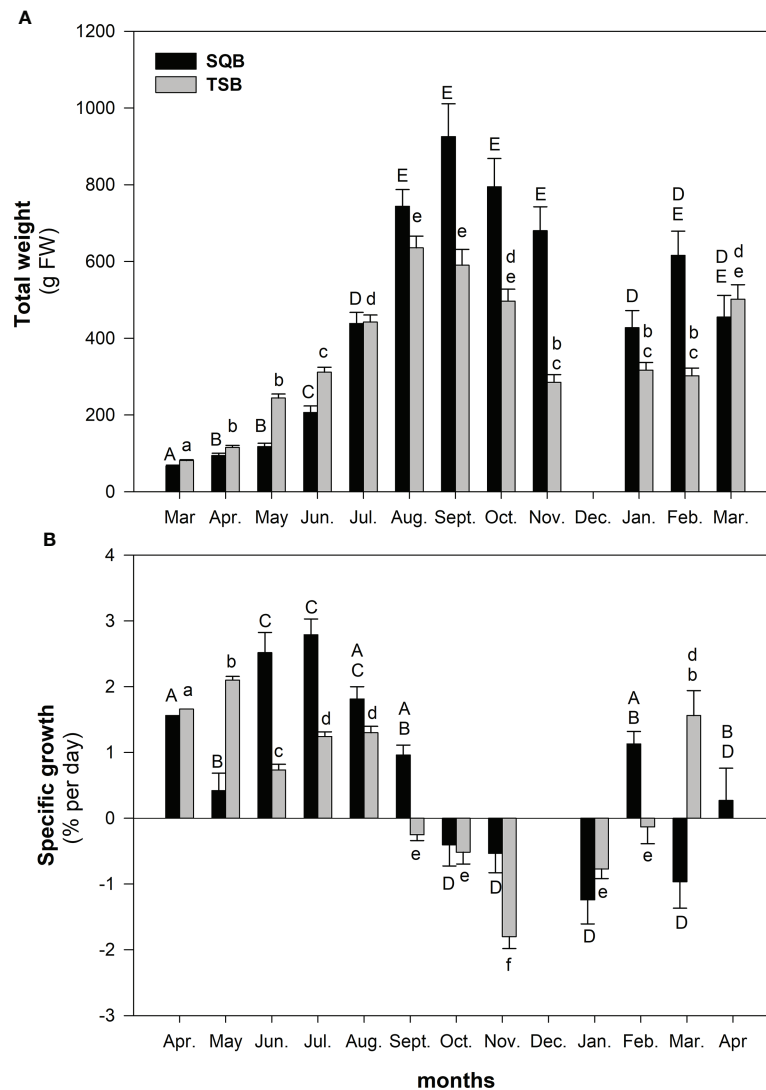 A
1200
1000
800
600
400
200
0
Total weight
(g FW)
SQB
TSB
A a B b B b C c D d E e E e E d e E b c D b c D E b c D E d e
Mar Apr. May Jun. Jul. Aug. Sept. Oct. Nov. Dec. Jan. Feb. Mar.
B
4
3
2
1
0
-1
-2
-3
Specific growth
(% per day)
A a B b C c C d A C d A B e D e D f D e A B e D d b B D
Apr. May Jun. Jul. Aug. Sept. Oct. Nov. Dec. Jan. Feb. Mar. Apr
months